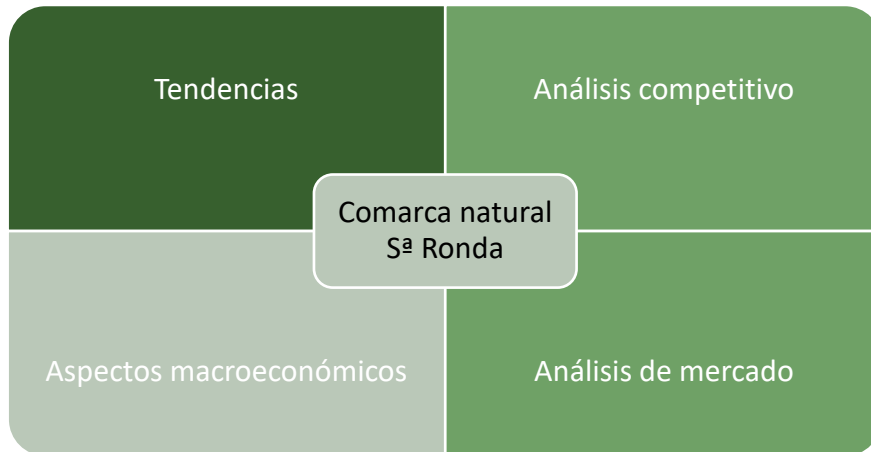 Tendencias
Análisis competitivo
Comarca natural
Sª Ronda
Aspectos macroeconómicos
Análisis de mercado